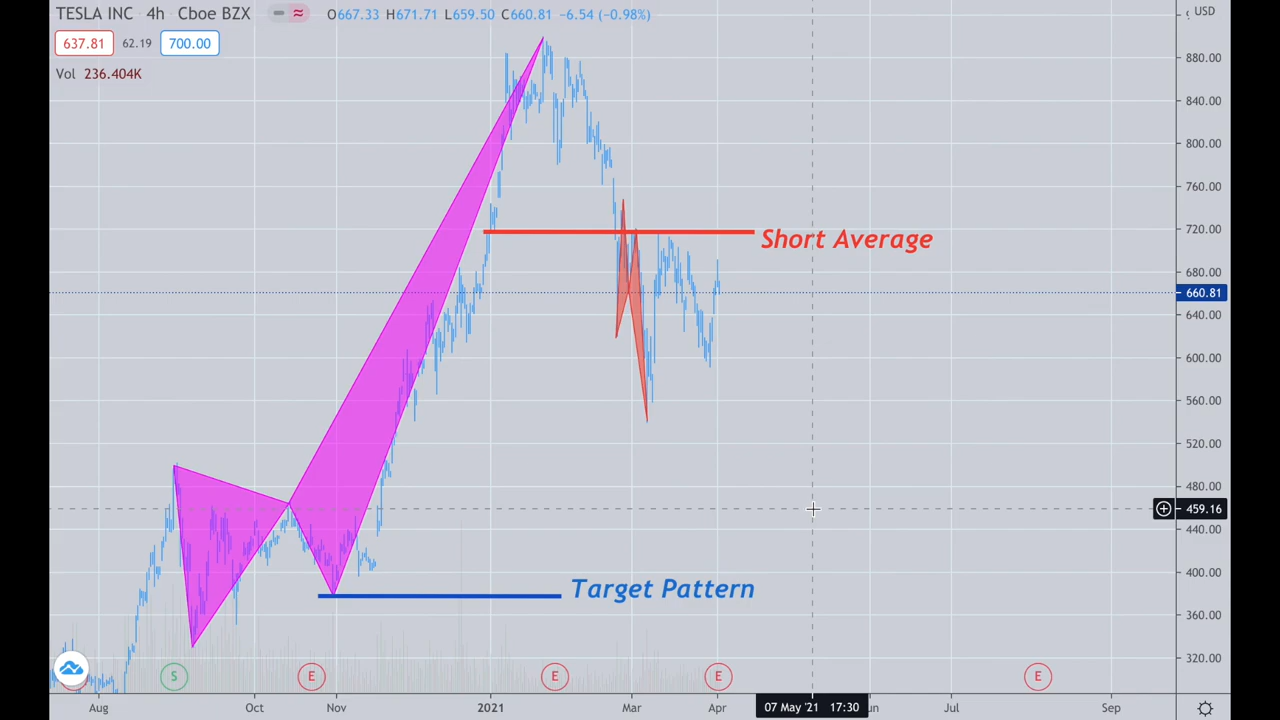 TESLA INC 4h Cboe BZX O667.33 H671.71 L659.50 C660.81 −6.54 (−0.98%)
USD
637.81 62.19 700.00
Vol 236.404K
880.00
840.00
800.00
760.00
720.00
Short Average
680.00
660.81
640.00
600.00
560.00
520.00
480.00
459.16
440.00
400.00
Target Pattern
360.00
320.00
S E E E E
Aug Oct Nov 2021 Mar Apr 07 May '21 17:30 Jul Sep